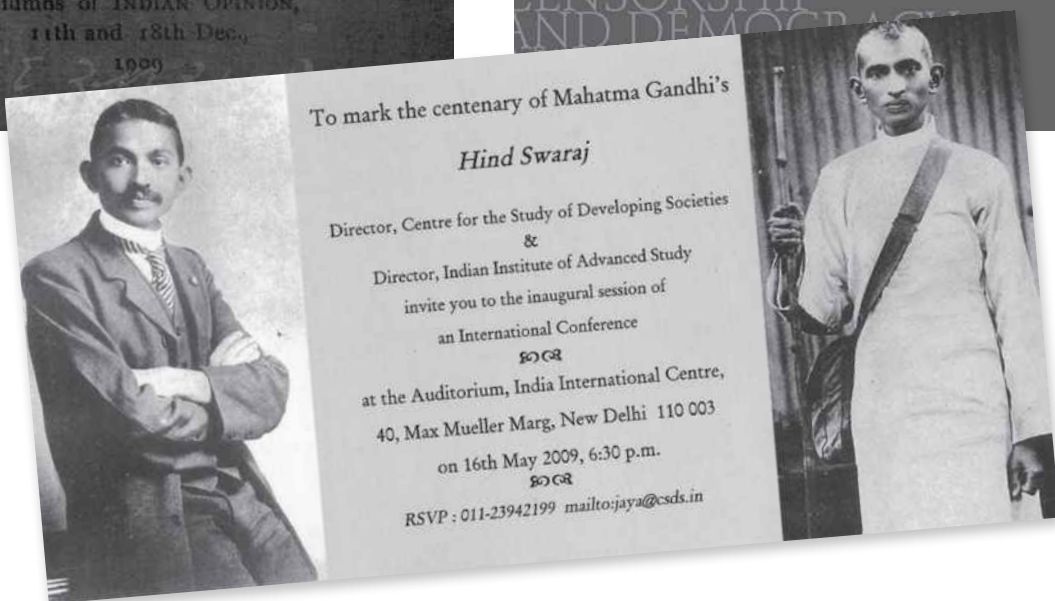 umns of INDIAN OPINION,
11th and 18th Dec.,
1909
CENSORSHIP
AND DEMOCRACY
To mark the centenary of Mahatma Gandhi's
Hind Swaraj
Director, Centre for the Study of Developing Societies
&
Director, Indian Institute of Advanced Study
invite you to the inaugural session of
an International Conference
at the Auditorium, India International Centre,
40, Max Mueller Marg, New Delhi 110 003
on 16th May 2009, 6:30 p.m.
RSVP : 011-23942199 mailto:jaya@csds.in